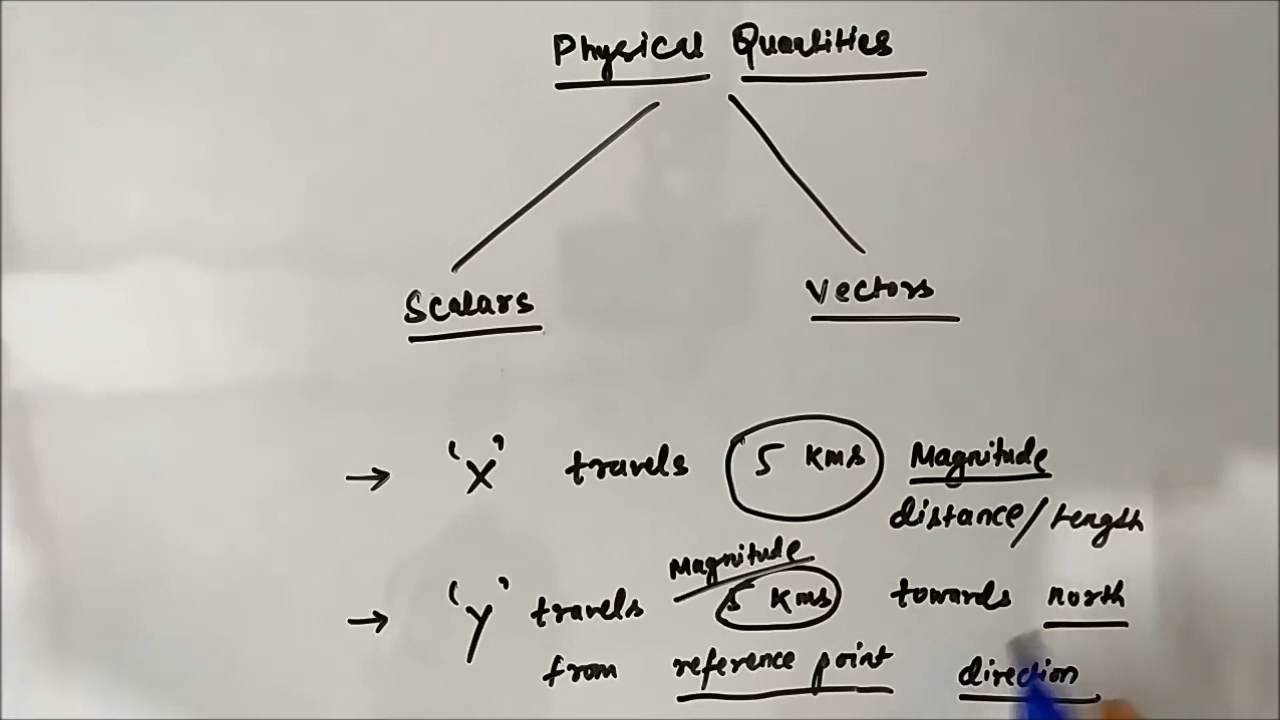 Physical Quantities
Scalars
Vectors
→ 'X' travels 5 Kms Magnitude
distance/Length
Magnitude
→ 'y' travels 5 Kms towards north
from reference point direction